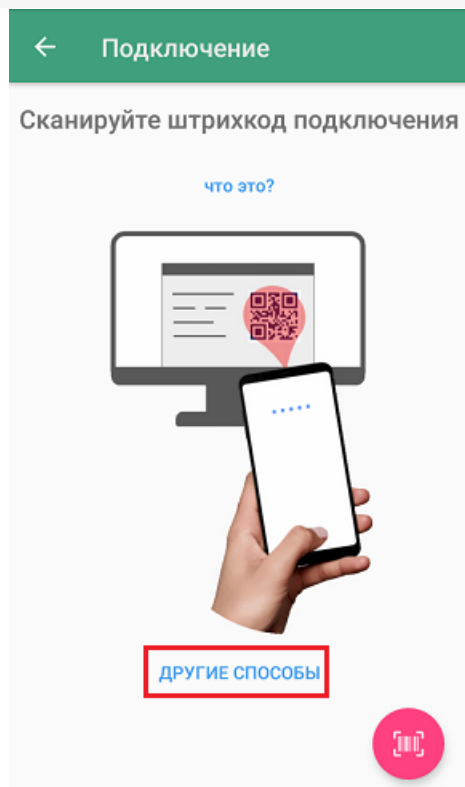 Подключение
Сканируйте штрихкод подключения
что это?
ДРУГИЕ СПОСОБЫ